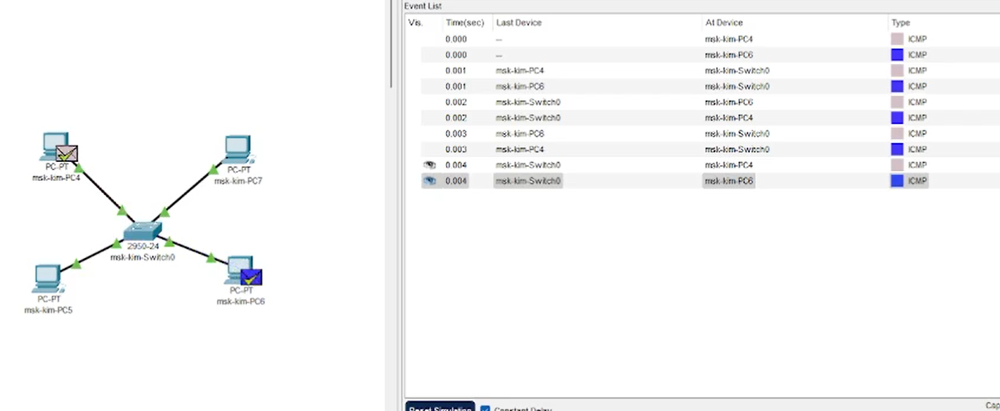 Event List
Vis. Time(sec) Last Device At Device Type
0.000 -- msk-kim-PC4 ICMP
0.000 -- msk-kim-PC6 ICMP
0.001 msk-kim-PC4 msk-kim-Switch0 ICMP
0.001 msk-kim-PC6 msk-kim-Switch0 ICMP
0.002 msk-kim-Switch0 msk-kim-PC6 ICMP
0.002 msk-kim-Switch0 msk-kim-PC4 ICMP
0.003 msk-kim-PC6 msk-kim-Switch0 ICMP
0.003 msk-kim-PC4 msk-kim-Switch0 ICMP
0.004 msk-kim-Switch0 msk-kim-PC4 ICMP
0.004 msk-kim-Switch0 msk-kim-PC6 ICMP
PC-PT
msk-kim-PC4
PC-PT
msk-kim-PC7
2950-24
msk-kim-Switch0
PC-PT
msk-kim-PC5
PC-PT
msk-kim-PC6
Reset Simulation Constant Delay